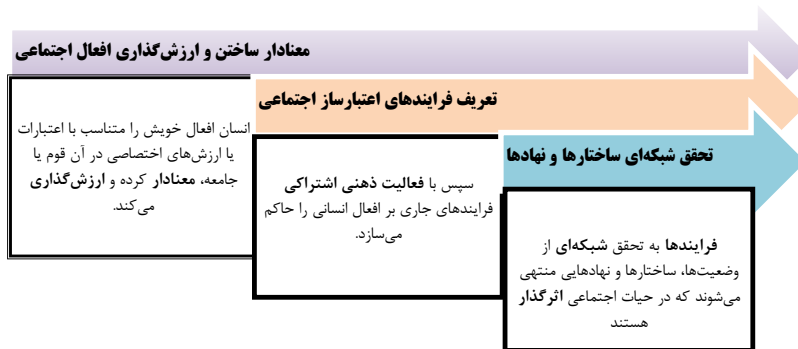 معنادار ساختن و ارزش‌گذاری افعال اجتماعی
انسان افعال خویش را متناسب با اعتبارات
یا ارزش‌های اختصاصی در آن قوم یا
جامعه، معنادار کرده و ارزش‌گذاری
می‌کند.
تعریف فرایندهای اعتبارساز اجتماعی
سپس با فعالیت ذهنی اشتراکی
فرایندهای جاری بر افعال انسانی را حاکم
می‌سازد.
تحقق شبکه‌ای ساختارها و نهادها
فرایندها به تحقق شبکه‌ای از
وضعیت‌ها، ساختارها و نهادهایی منتهی
می‌شوند که در حیات اجتماعی اثرگذار
هستند